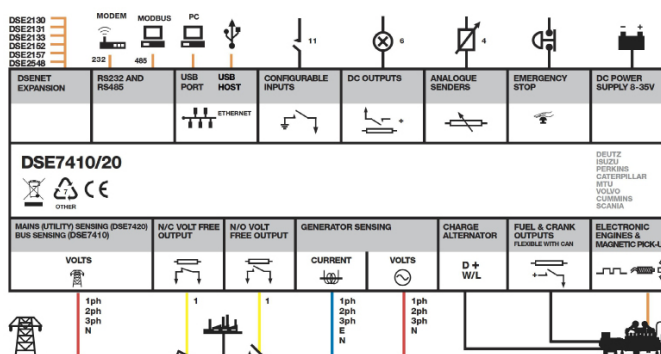 DSE2130
DSE2131
DSE2133
DSE2152
DSE2157
DSE2548
MODEM
MODBUS
PC
232
485
11
6
4
- +
DSENET
EXPANSION
RS232 AND
RS485
USB
PORT
USB
HOST
ETHERNET
CONFIGURABLE
INPUTS
DC OUTPUTS
+
ANALOGUE
SENDERS
EMERGENCY
STOP
DC POWER
SUPPLY 8-35V
DSE7410/20
7
OTHER
CE
DEUTZ
ISUZU
PERKINS
CATERPILLAR
MTU
VOLVO
CUMMINS
SCANIA
MAINS (UTILITY) SENSING (DSE7420)
BUS SENSING (DSE7410)
VOLTS
N/C VOLT FREE
OUTPUT
N/O VOLT
FREE OUTPUT
GENERATOR SENSING
CURRENT
VOLTS
CHARGE
ALTERNATOR
D +
W/L
FUEL & CRANK
OUTPUTS
FLEXIBLE WITH CAN
+
ELECTRONIC
ENGINES &
MAGNETIC PICK-U
1ph
2ph
3ph
N
1
1
1ph
2ph
3ph
E
N
1ph
2ph
3ph
N